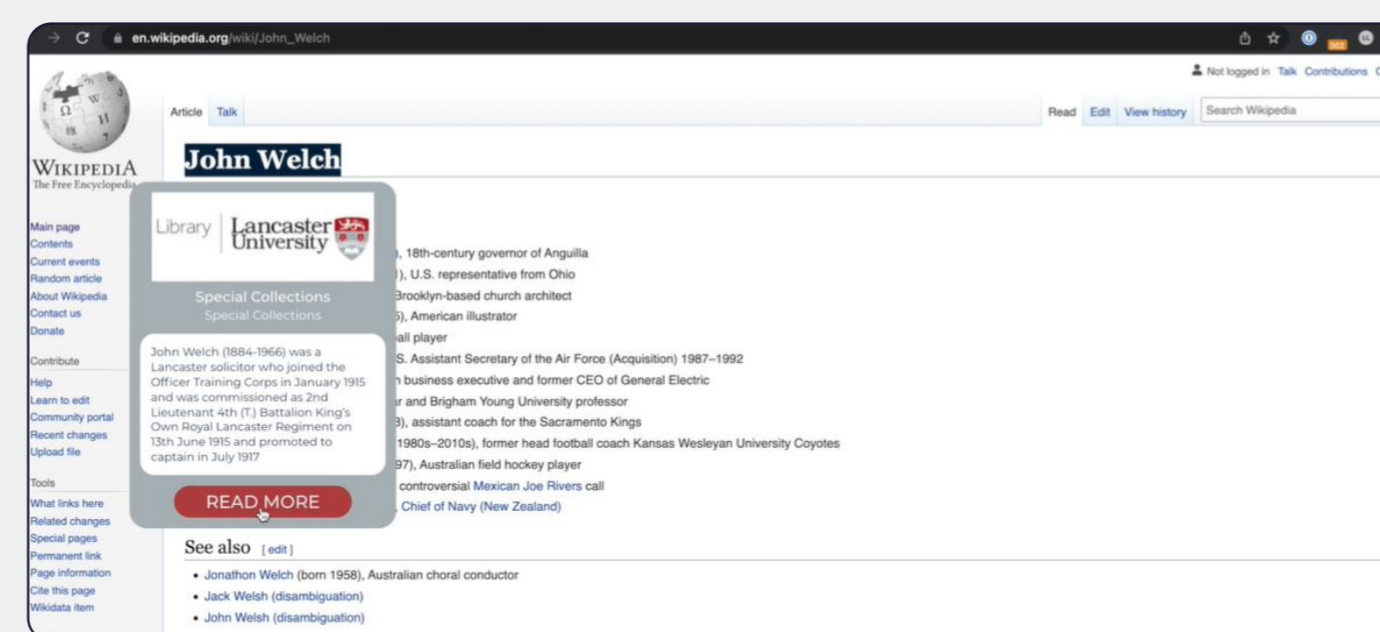 en.wikipedia.org/wiki/John_Welch
302
Not logged in Talk Contributions
Article Talk
Read Edit View history Search Wikipedia
John Welch
WIKIPEDIA
The Free Encyclopedia
Main page
Contents
Current events
Random article
About Wikipedia
Contact us
Donate
Contribute
Help
Learn to edit
Community portal
Recent changes
Upload file
Tools
What links here
Related changes
Special pages
Permanent link
Page information
Cite this page
Wikidata item
Library Lancaster
University
Special Collections
Special Collections
John Welch (1884-1966) was a
Lancaster solicitor who joined the
Officer Training Corps in January 1915
and was commissioned as 2nd
Lieutenant 4th (T.) Battalion King's
Own Royal Lancaster Regiment on
13th June 1915 and promoted to
captain in July 1917
READ MORE
, 18th-century governor of Anguilla
), U.S. representative from Ohio
Brooklyn-based church architect
), American illustrator
player
S. Assistant Secretary of the Air Force (Acquisition) 1987–1992
business executive and former CEO of General Electric
and Brigham Young University professor
), assistant coach for the Sacramento Kings
1980s–2010s), former head football coach Kansas Wesleyan University Coyotes
97), Australian field hockey player
controversial Mexican Joe Rivers call
, Chief of Navy (New Zealand)
See also [ edit ]
• Jonathon Welch (born 1958), Australian choral conductor
• Jack Welsh (disambiguation)
• John Welsh (disambiguation)